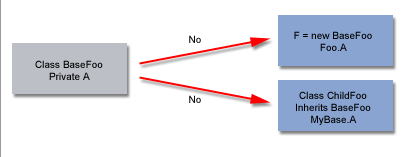 Class BaseFoo
Private A
No
No
F = new BaseFoo
Foo.A
Class ChildFoo
Inherits BaseFoo
MyBase.A